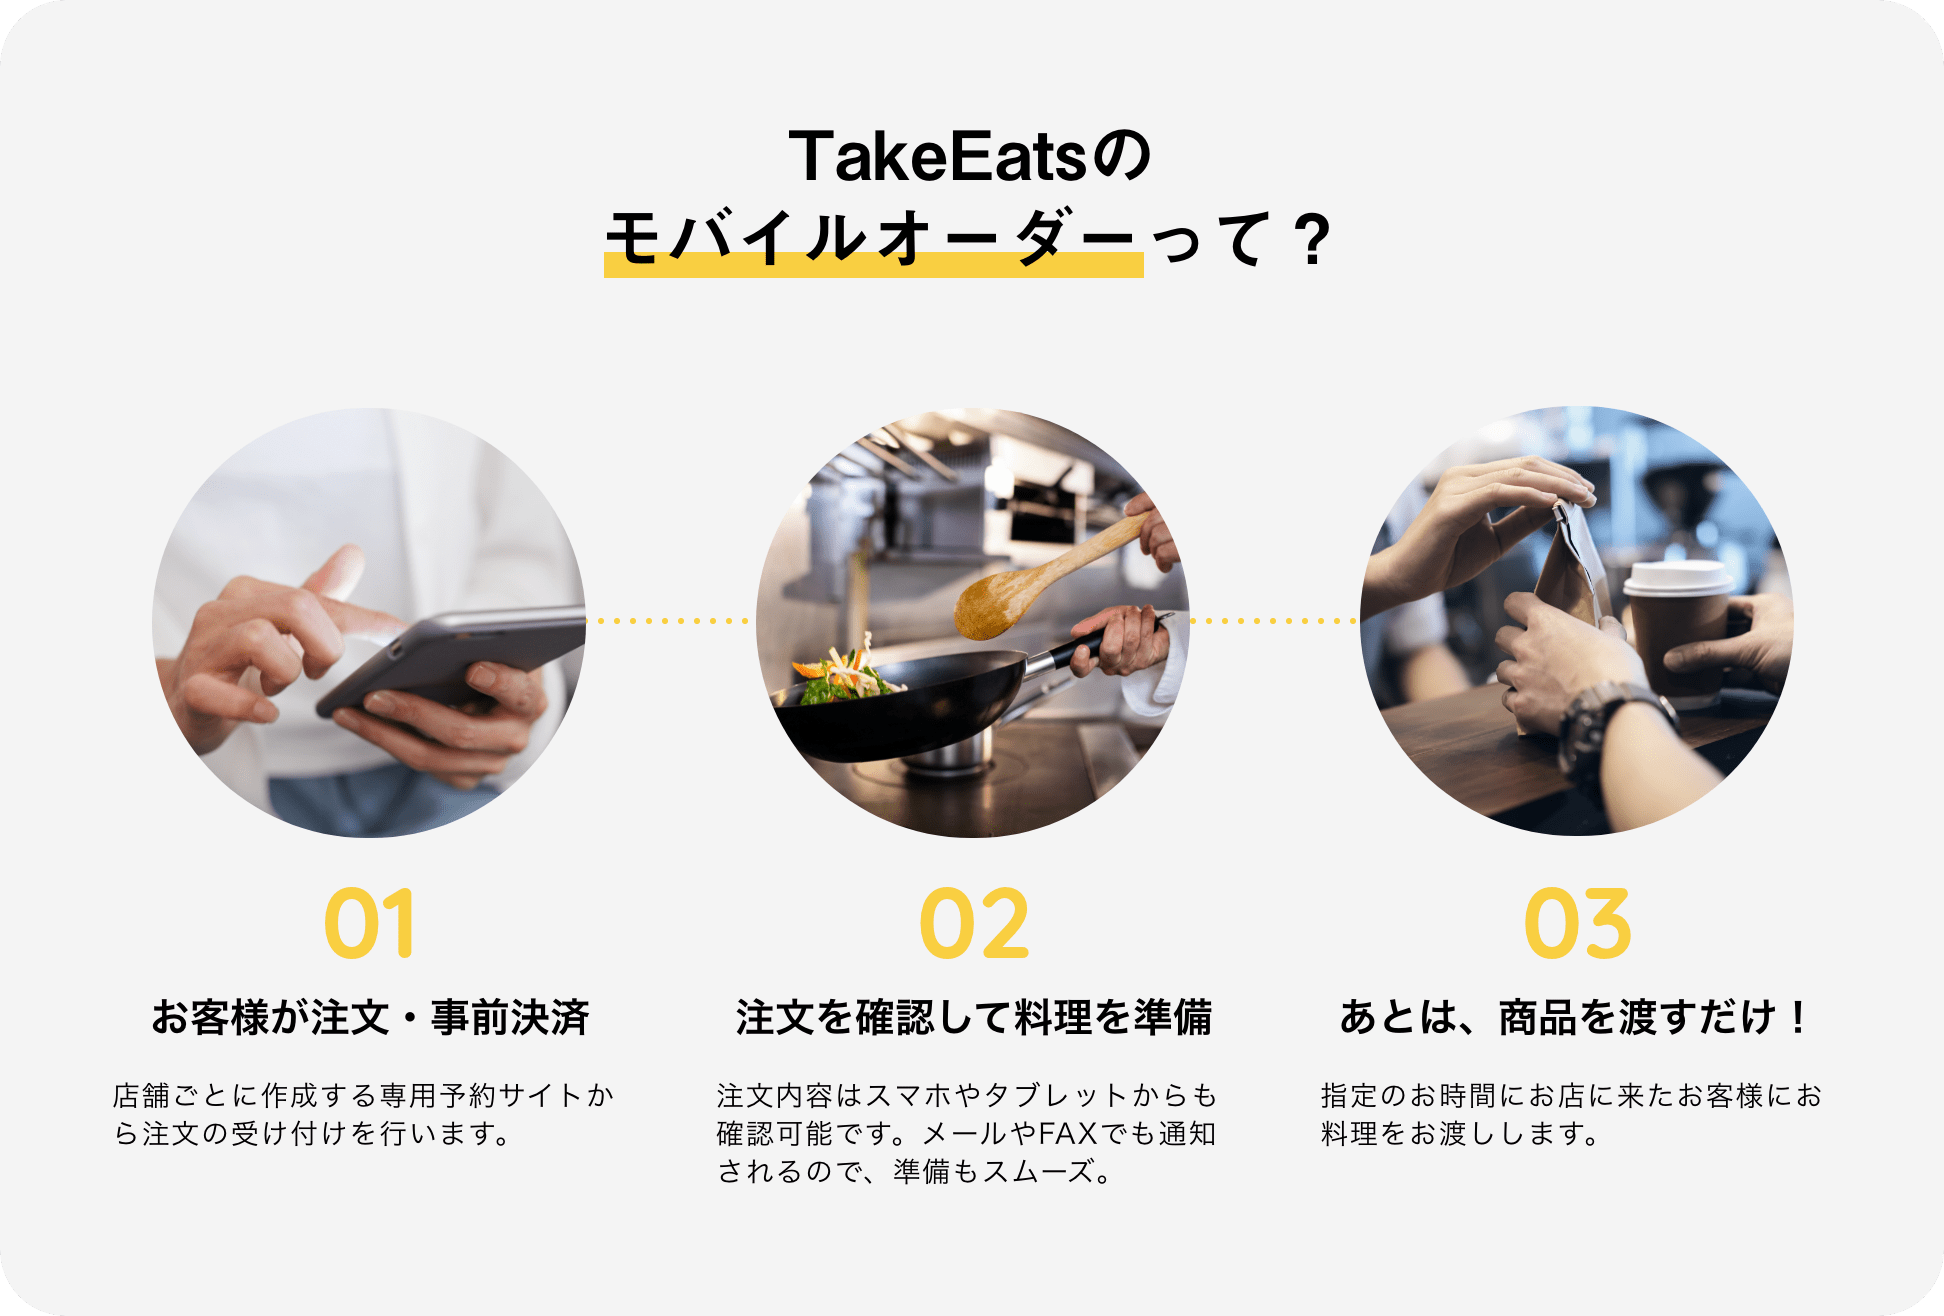 TakeEatsの
モバイルオーダーって？
01
お客様が注文・事前決済
店舗ごとに作成する専用予約サイトか
ら注文の受け付けを行います。
02
注文を確認して料理を準備
注文内容はスマホやタブレットからも
確認可能です。メールやFAXでも通知
されるので、準備もスムーズ。
03
あとは、商品を渡すだけ！
指定のお時間にお店に来たお客様にお
料理をお渡しします。